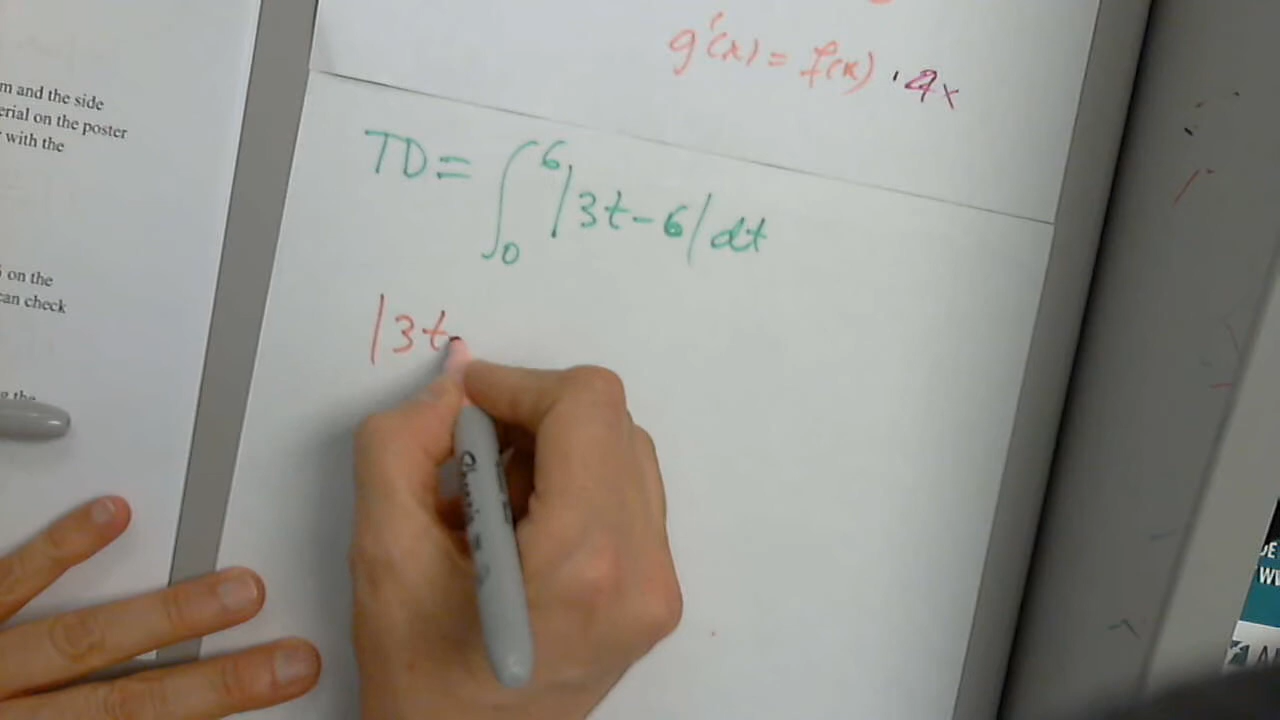 g'(x) = f(x) · 4x
m and the side
erial on the poster
with the
TD = ∫₀⁶ |3t-6| dt
on the
can check
|3t-
the